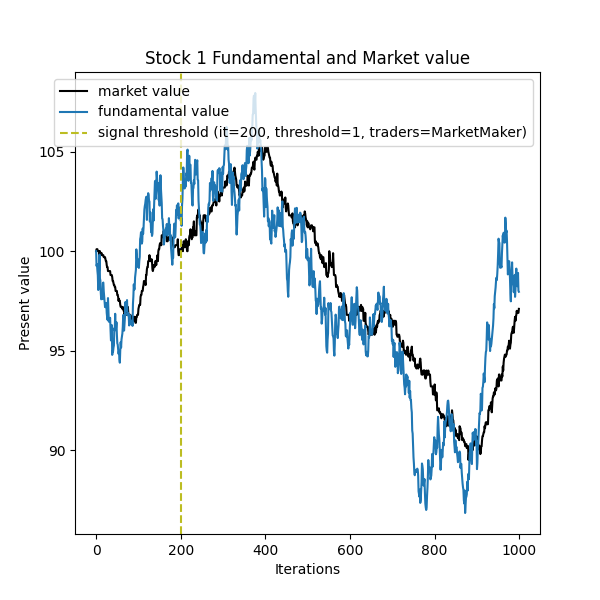 Stock 1 Fundamental and Market value
market value
fundamental value
signal threshold (it=200, threshold=1, traders=MarketMaker)
105
100
95
90
Present value
0 200 400 600 800 1000
Iterations